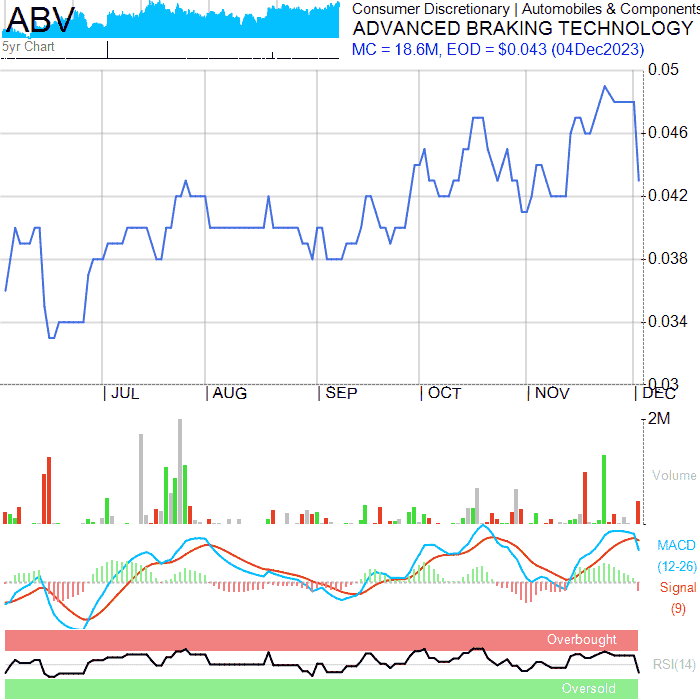 ABV
5yr Chart
Consumer Discretionary | Automobiles & Components
ADVANCED BRAKING TECHNOLOGY
MC = 18.6M, EOD = $0.043 (04Dec2023)
0.05
0.046
0.042
0.038
0.034
0.03
JUL AUG SEP OCT NOV DEC
2M
Volume
MACD
(12-26)
Signal
(9)
Overbought
RSI(14)
Oversold